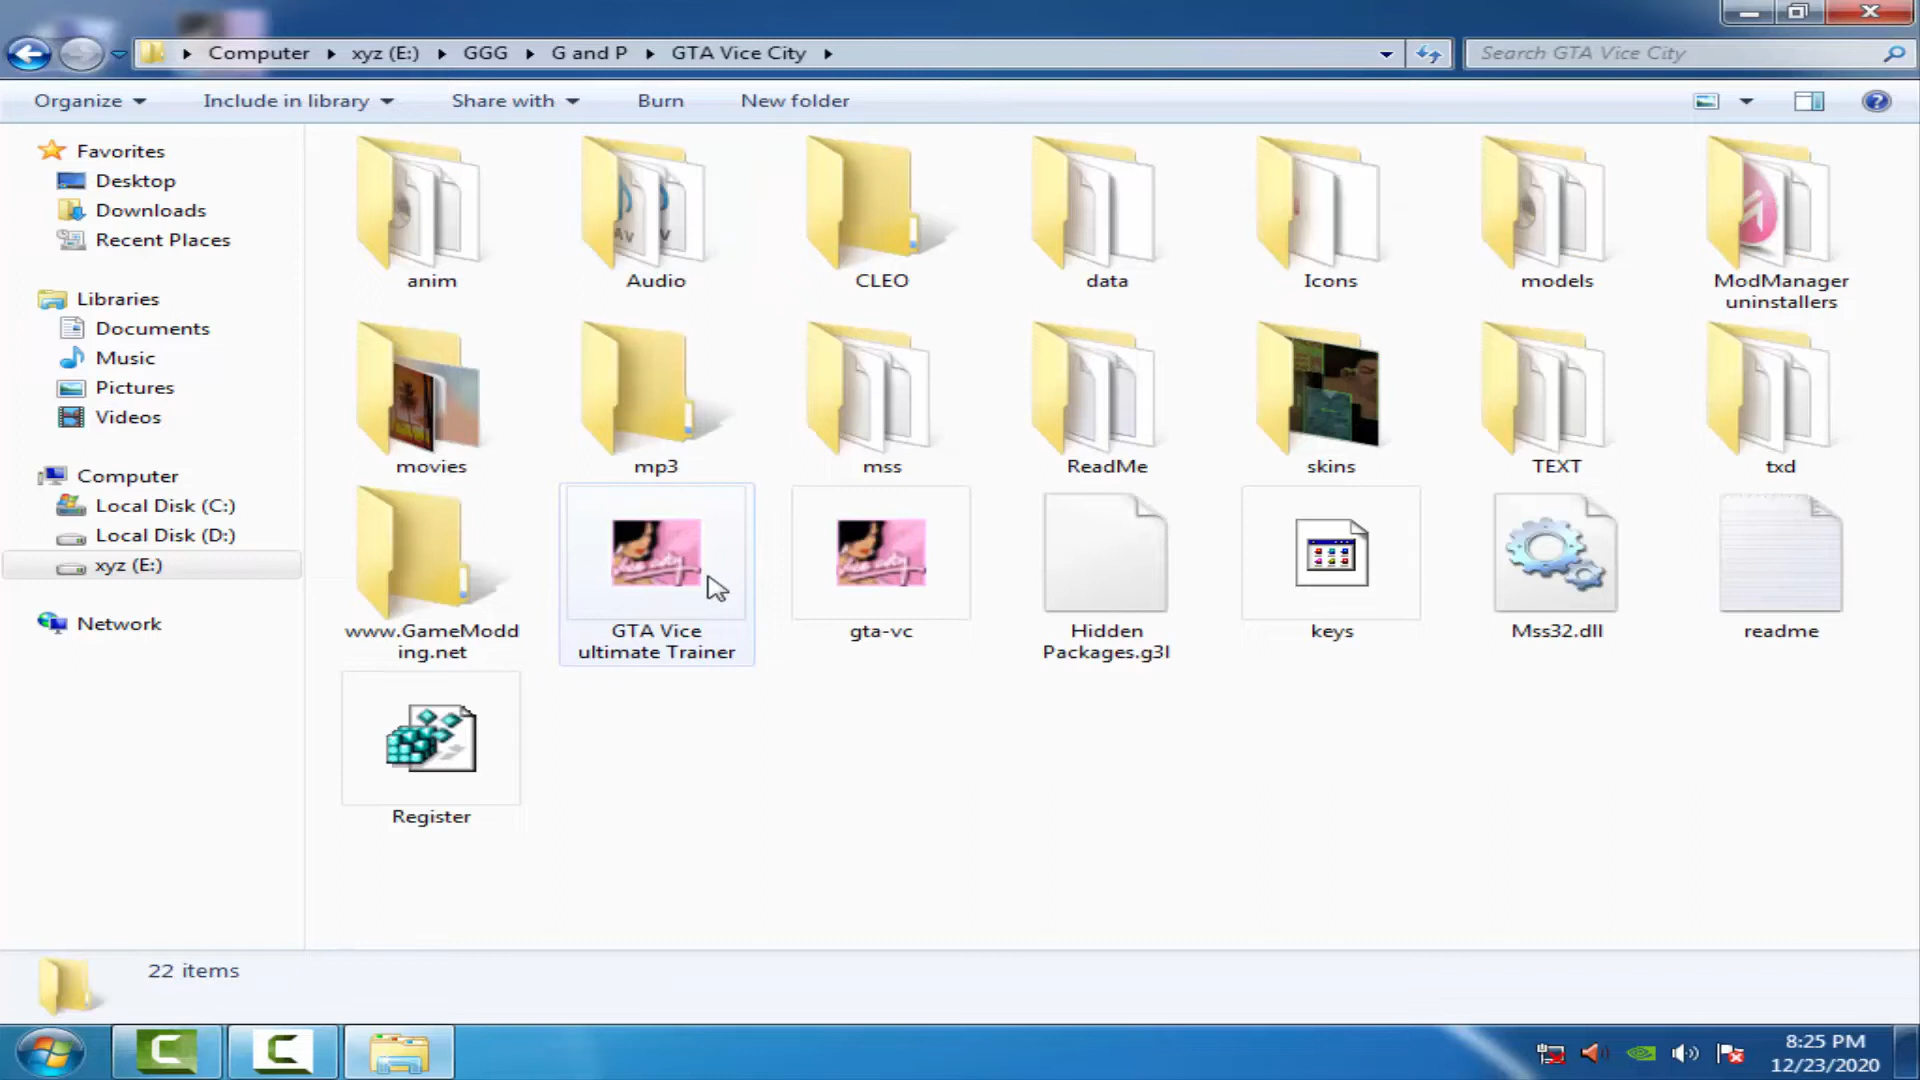 Computer xyz (E:) GGG G and P GTA Vice City
Search GTA Vice City
Organize Include in library Share with Burn New folder
Favorites
Desktop
Downloads
Recent Places
Libraries
Documents
Music
Pictures
Videos
Computer
Local Disk (C:)
Local Disk (D:)
xyz (E:)
Network
anim
Audio
CLEO
data
Icons
models
ModManager
uninstallers
movies
mp3
mss
ReadMe
skins
TEXT
txd
www.GameModd
ing.net
GTA Vice
ultimate Trainer
gta-vc
Hidden
Packages.g3l
keys
Mss32.dll
readme
Register
22 items
8:25 PM
12/23/2020